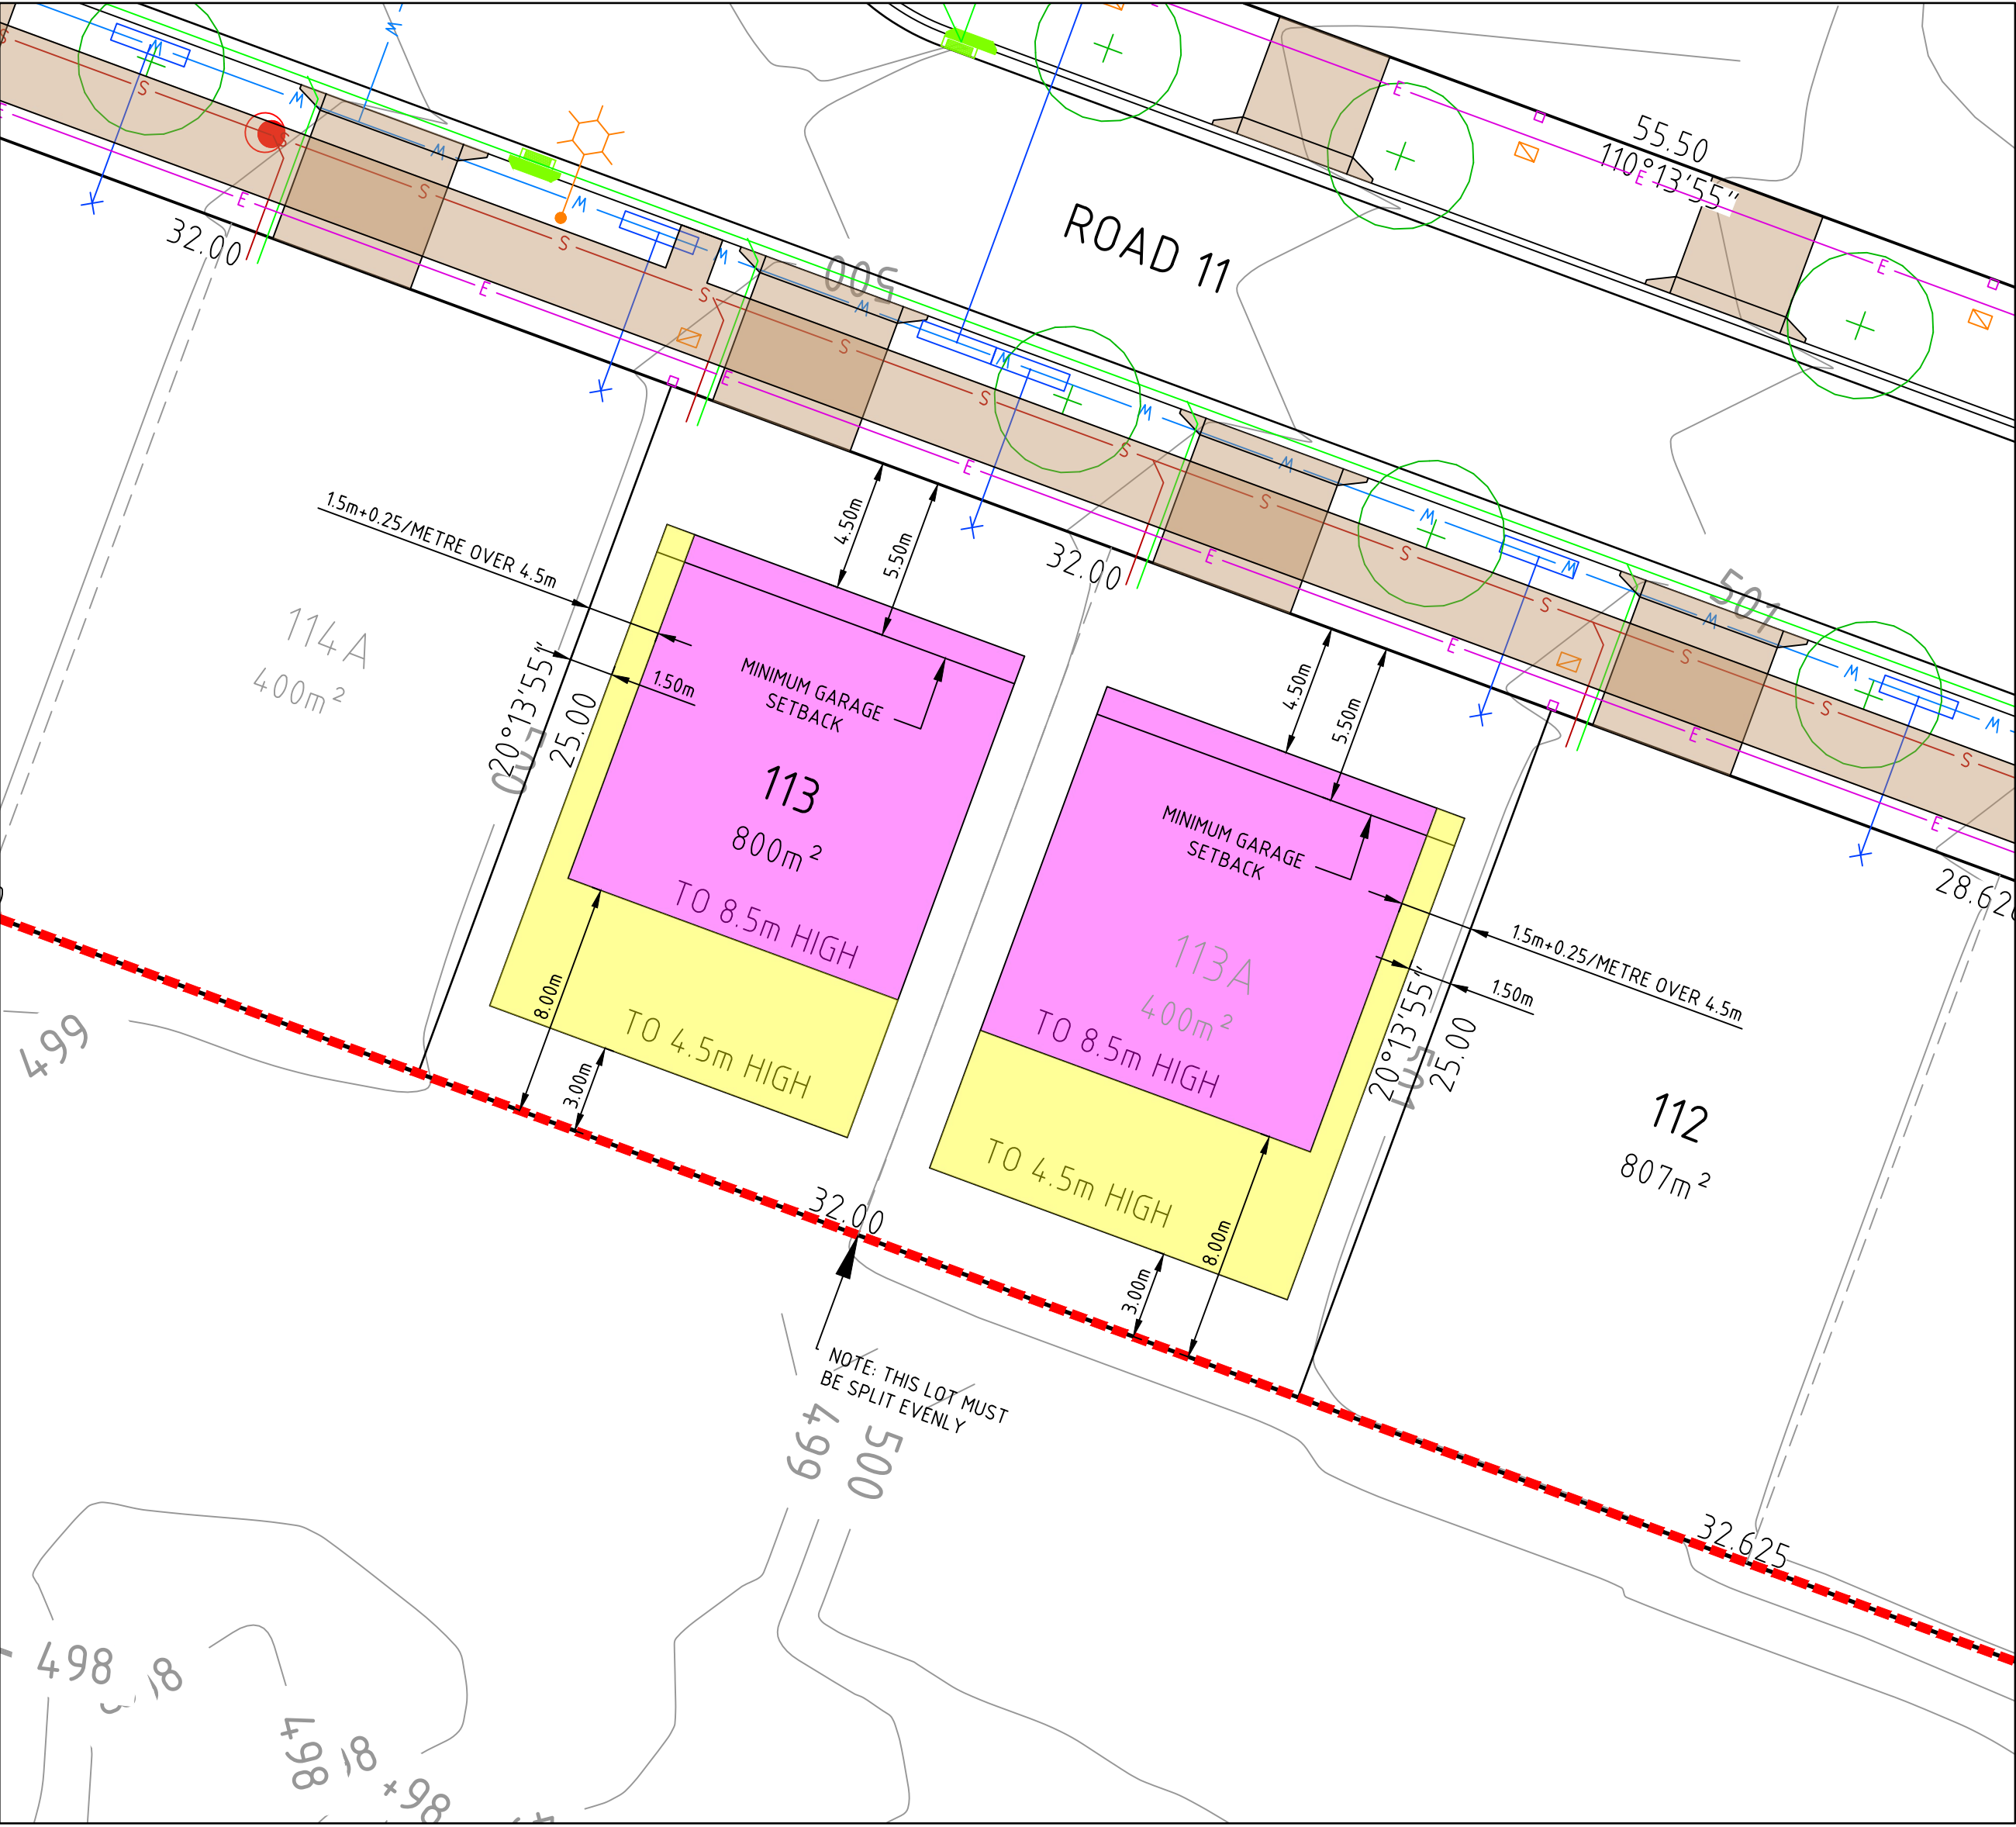 55.50
110°13'55"
ROAD 11
32.00
500
1.5m+0.25/METRE OVER 4.5m
4.50m
5.50m
32.00
501
114A
400m²
MINIMUM GARAGE
SETBACK
1.50m
20°13'55"
25.00
113
800m²
TO 8.5m HIGH
4.50m
5.50m
MINIMUM GARAGE
SETBACK
28.62
113A
400m²
TO 8.5m HIGH
1.5m+0.25/METRE OVER 4.5m
1.50m
20°13'55"
25.00
501
8.00m
TO 4.5m HIGH
3.00m
499
112
807m²
TO 4.5m HIGH
8.00m
3.00m
32.00
NOTE: THIS LOT MUST
BE SPLIT EVENLY
499
500
32.625
498
498